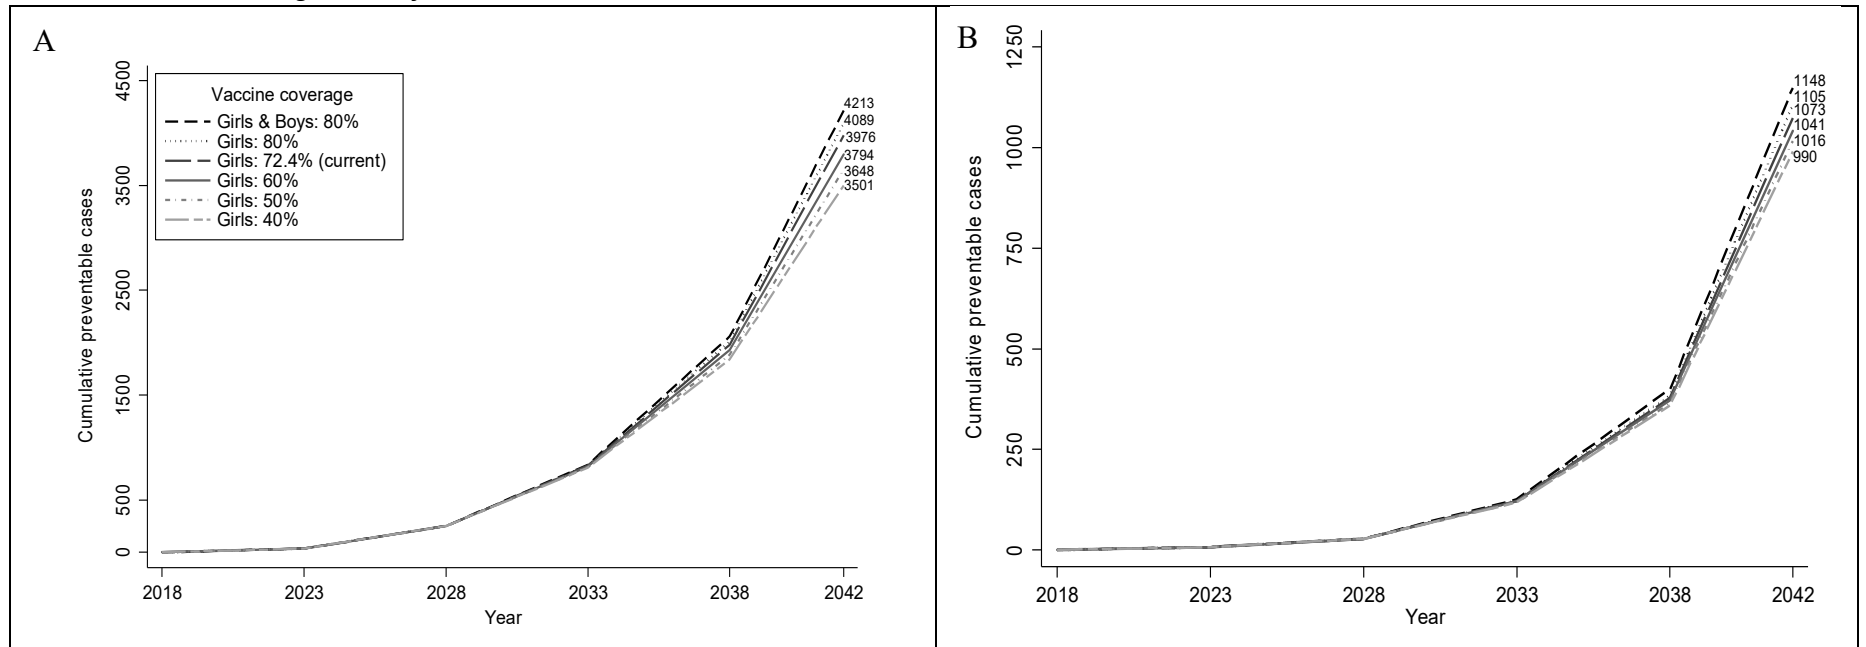 A
4500
3500
2500
1500
500
0
Cumulative preventable cases
Vaccine coverage
Girls & Boys: 80%
Girls: 80%
Girls: 72.4% (current)
Girls: 60%
Girls: 50%
Girls: 40%
4213
4089
3976
3794
3648
3501
2018 2023 2028 2033 2038 2042
Year
B
1250
1000
750
500
250
0
Cumulative preventable cases
1148
1105
1073
1041
1016
990
2018 2023 2028 2033 2038 2042
Year